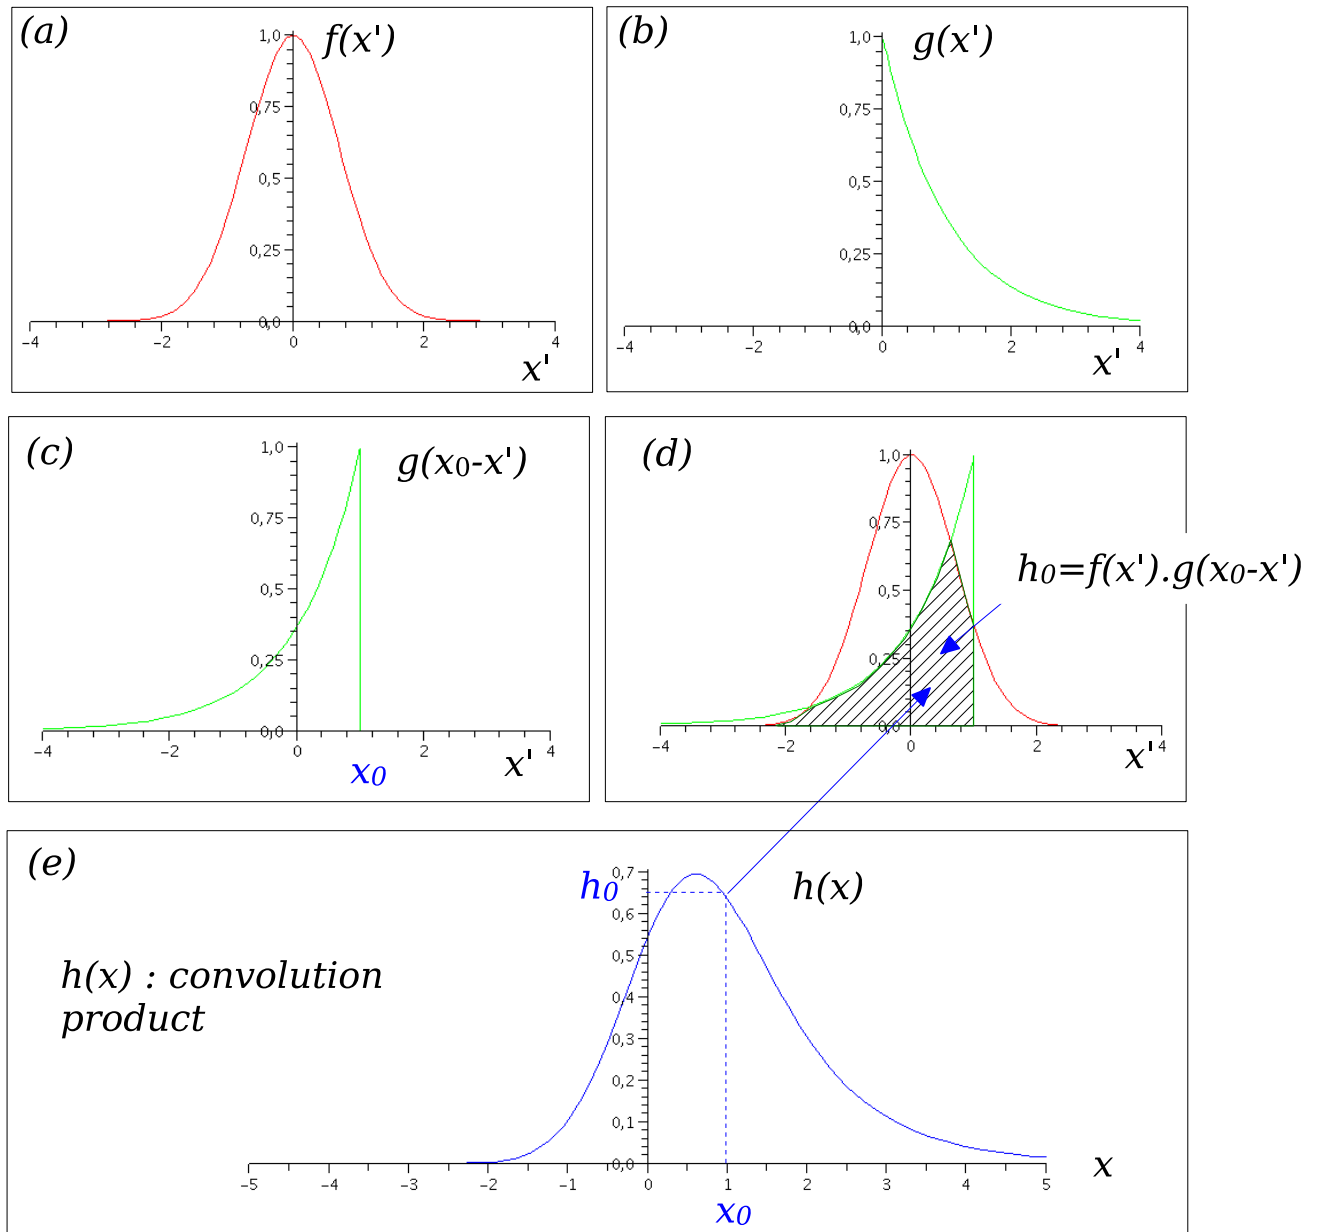 (a)
f(x')
1,0
0,75
0,5
0,25
0,0
−4
−2
0
2
4
x'
(b)
g(x')
1,0
0,75
0,5
0,25
0,0
−4
−2
0
2
4
x'
(c)
g(x0-x')
1,0
0,75
0,5
0,25
0,0
−4
−2
0
2
4
x0
x'
(d)
h0=f(x').g(x0-x')
1,0
0,75
0,5
0,25
0,0
−4
−2
0
2
4
x'
(e)
h0
h(x)
h(x) : convolution
product
0,7
0,6
0,5
0,4
0,3
0,2
0,1
0,0
−5
−4
−3
−2
−1
0
1
2
3
4
5
x
x0